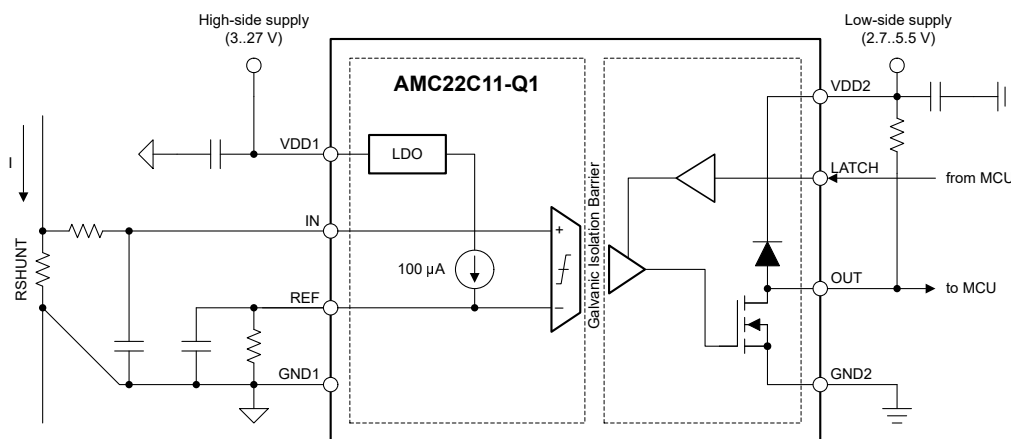 High-side supply
(3..27 V)
Low-side supply
(2.7..5.5 V)
AMC22C11-Q1
VDD2
VDD1
LDO
I
LATCH
from MCU
IN
RSHUNT
Galvanic Isolation Barrier
+
100 µA
OUT
to MCU
REF
−
GND1
GND2